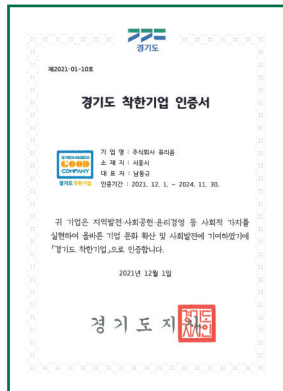 경기도
제2021-01-10호
경기도 착한기업 인증서
GYEONGGIDO
GOOD
COMPANY
경기도착한기업
기 업 명 : 주식회사 퓨리움
소 재 지 : 시흥시
대 표 자 : 남동규
인증기간 : 2021. 12. 1. ~ 2024. 11. 30.
귀 기업은 지역발전·사회공헌·윤리경영 등 사회적 가치를
실현하여 올바른 기업 문화 확산 및 사회발전에 기여하였기에
「경기도 착한기업」으로 인증합니다.
2021년 12월 1일
경 기 도 지 사